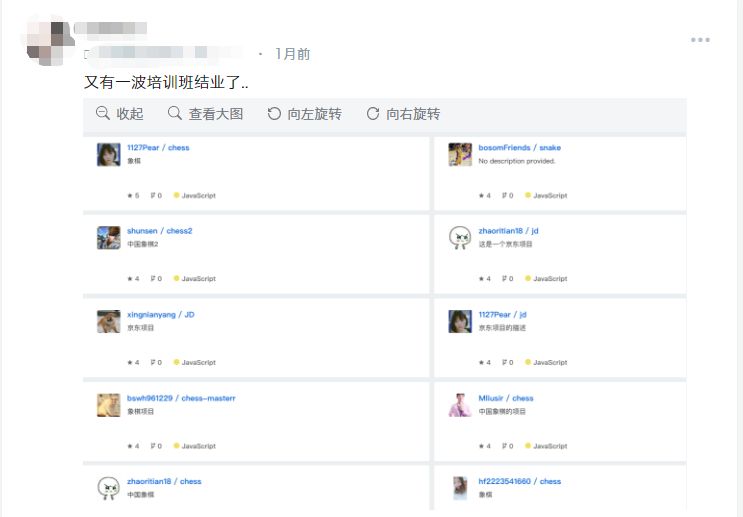 · 1月前
又有一波培训班结业了..
收起 查看大图 向左旋转 向右旋转
1127Pear / chess
象棋
★ 5 0 JavaScript
bosomFriends / snake
No description provided.
★ 4 0 JavaScript
shunsen / chess2
中国象棋2
★ 4 0 JavaScript
zhaoritian18 / jd
这是一个京东项目
★ 4 0 JavaScript
xingnianyang / JD
京东项目
★ 4 0 JavaScript
1127Pear / jd
京东项目的描述
★ 4 0 JavaScript
bswh961229 / chess-masterr
象棋项目
★ 4 0 JavaScript
Mliusir / chess
中国象棋的项目
★ 4 0 JavaScript
zhaoritian18 / chess
中国象棋
hf2223541660 / chess
象棋